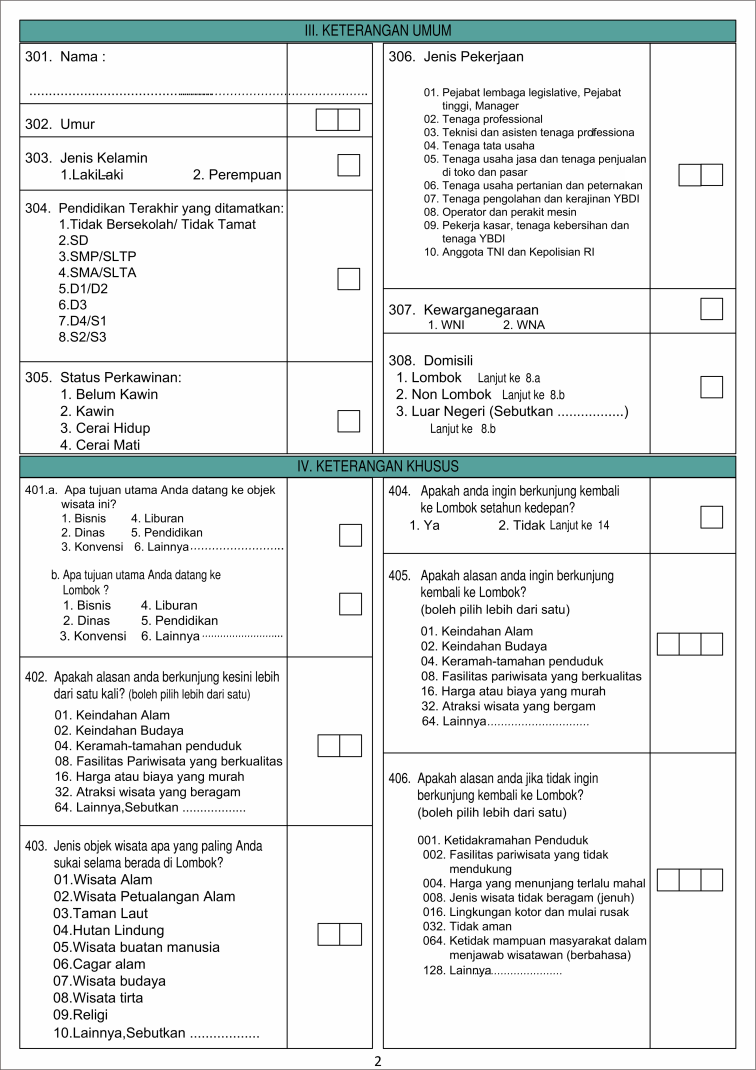 III. KETERANGAN UMUM
301. Nama :
......................................................................................
302. Umur
303. Jenis Kelamin
1.Laki-Laki 2. Perempuan
304. Pendidikan Terakhir yang ditamatkan:
1.Tidak Bersekolah/ Tidak Tamat
2.SD
3.SMP/SLTP
4.SMA/SLTA
5.D1/D2
6.D3
7.D4/S1
8.S2/S3
305. Status Perkawinan:
1. Belum Kawin
2. Kawin
3. Cerai Hidup
4. Cerai Mati
306. Jenis Pekerjaan
01. Pejabat lembaga legislative, Pejabat
tinggi, Manager
02. Tenaga professional
03. Teknisi dan asisten tenaga professiona
04. Tenaga tata usaha
05. Tenaga usaha jasa dan tenaga penjualan
di toko dan pasar
06. Tenaga usaha pertanian dan peternakan
07. Tenaga pengolahan dan kerajinan YBDI
08. Operator dan perakit mesin
09. Pekerja kasar, tenaga kebersihan dan
tenaga YBDI
10. Anggota TNI dan Kepolisian RI
307. Kewarganegaraan
1. WNI 2. WNA
308. Domisili
1. Lombok Lanjut ke 8.a
2. Non Lombok Lanjut ke 8.b
3. Luar Negeri (Sebutkan .................)
Lanjut ke 8.b
IV. KETERANGAN KHUSUS
401.a. Apa tujuan utama Anda datang ke objek
wisata ini?
1. Bisnis 4. Liburan
2. Dinas 5. Pendidikan
3. Konvensi 6. Lainnya........................
b. Apa tujuan utama Anda datang ke
Lombok ?
1. Bisnis 4. Liburan
2. Dinas 5. Pendidikan
3. Konvensi 6. Lainnya ...........................
402. Apakah alasan anda berkunjung kesini lebih
dari satu kali? (boleh pilih lebih dari satu)
01. Keindahan Alam
02. Keindahan Budaya
04. Keramah-tamahan penduduk
08. Fasilitas Pariwisata yang berkualitas
16. Harga atau biaya yang murah
32. Atraksi wisata yang beragam
64. Lainnya,Sebutkan ..................
403. Jenis objek wisata apa yang paling Anda
sukai selama berada di Lombok?
01.Wisata Alam
02.Wisata Petualangan Alam
03.Taman Laut
04.Hutan Lindung
05.Wisata buatan manusia
06.Cagar alam
07.Wisata budaya
08.Wisata tirta
09.Religi
10.Lainnya,Sebutkan ..................
404. Apakah anda ingin berkunjung kembali
ke Lombok setahun kedepan?
1. Ya 2. Tidak Lanjut ke 14
405. Apakah alasan anda ingin berkunjung
kembali ke Lombok?
(boleh pilih lebih dari satu)
01. Keindahan Alam
02. Keindahan Budaya
04. Keramah-tamahan penduduk
08. Fasilitas pariwisata yang berkualitas
16. Harga atau biaya yang murah
32. Atraksi wisata yang bergam
64. Lainnya.............................
406. Apakah alasan anda jika tidak ingin
berkunjung kembali ke Lombok?
(boleh pilih lebih dari satu)
001. Ketidakramahan Penduduk
002. Fasilitas pariwisata yang tidak
mendukung
004. Harga yang menunjang terlalu mahal
008. Jenis wisata tidak beragam (jenuh)
016. Lingkungan kotor dan mulai rusak
032. Tidak aman
064. Ketidak mampuan masyarakat dalam
menjawab wisatawan (berbahasa)
128. Lainnya......................
2